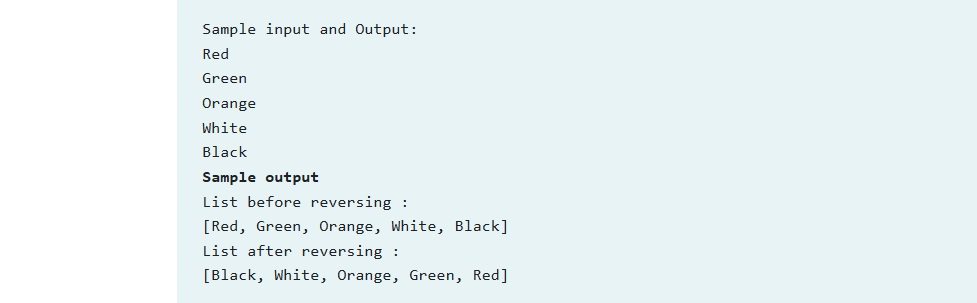 Sample input and Output:
Red
Green
Orange
White
Black
Sample output
List before reversing :
[Red, Green, Orange, White, Black]
List after reversing :
[Black, White, Orange, Green, Red]